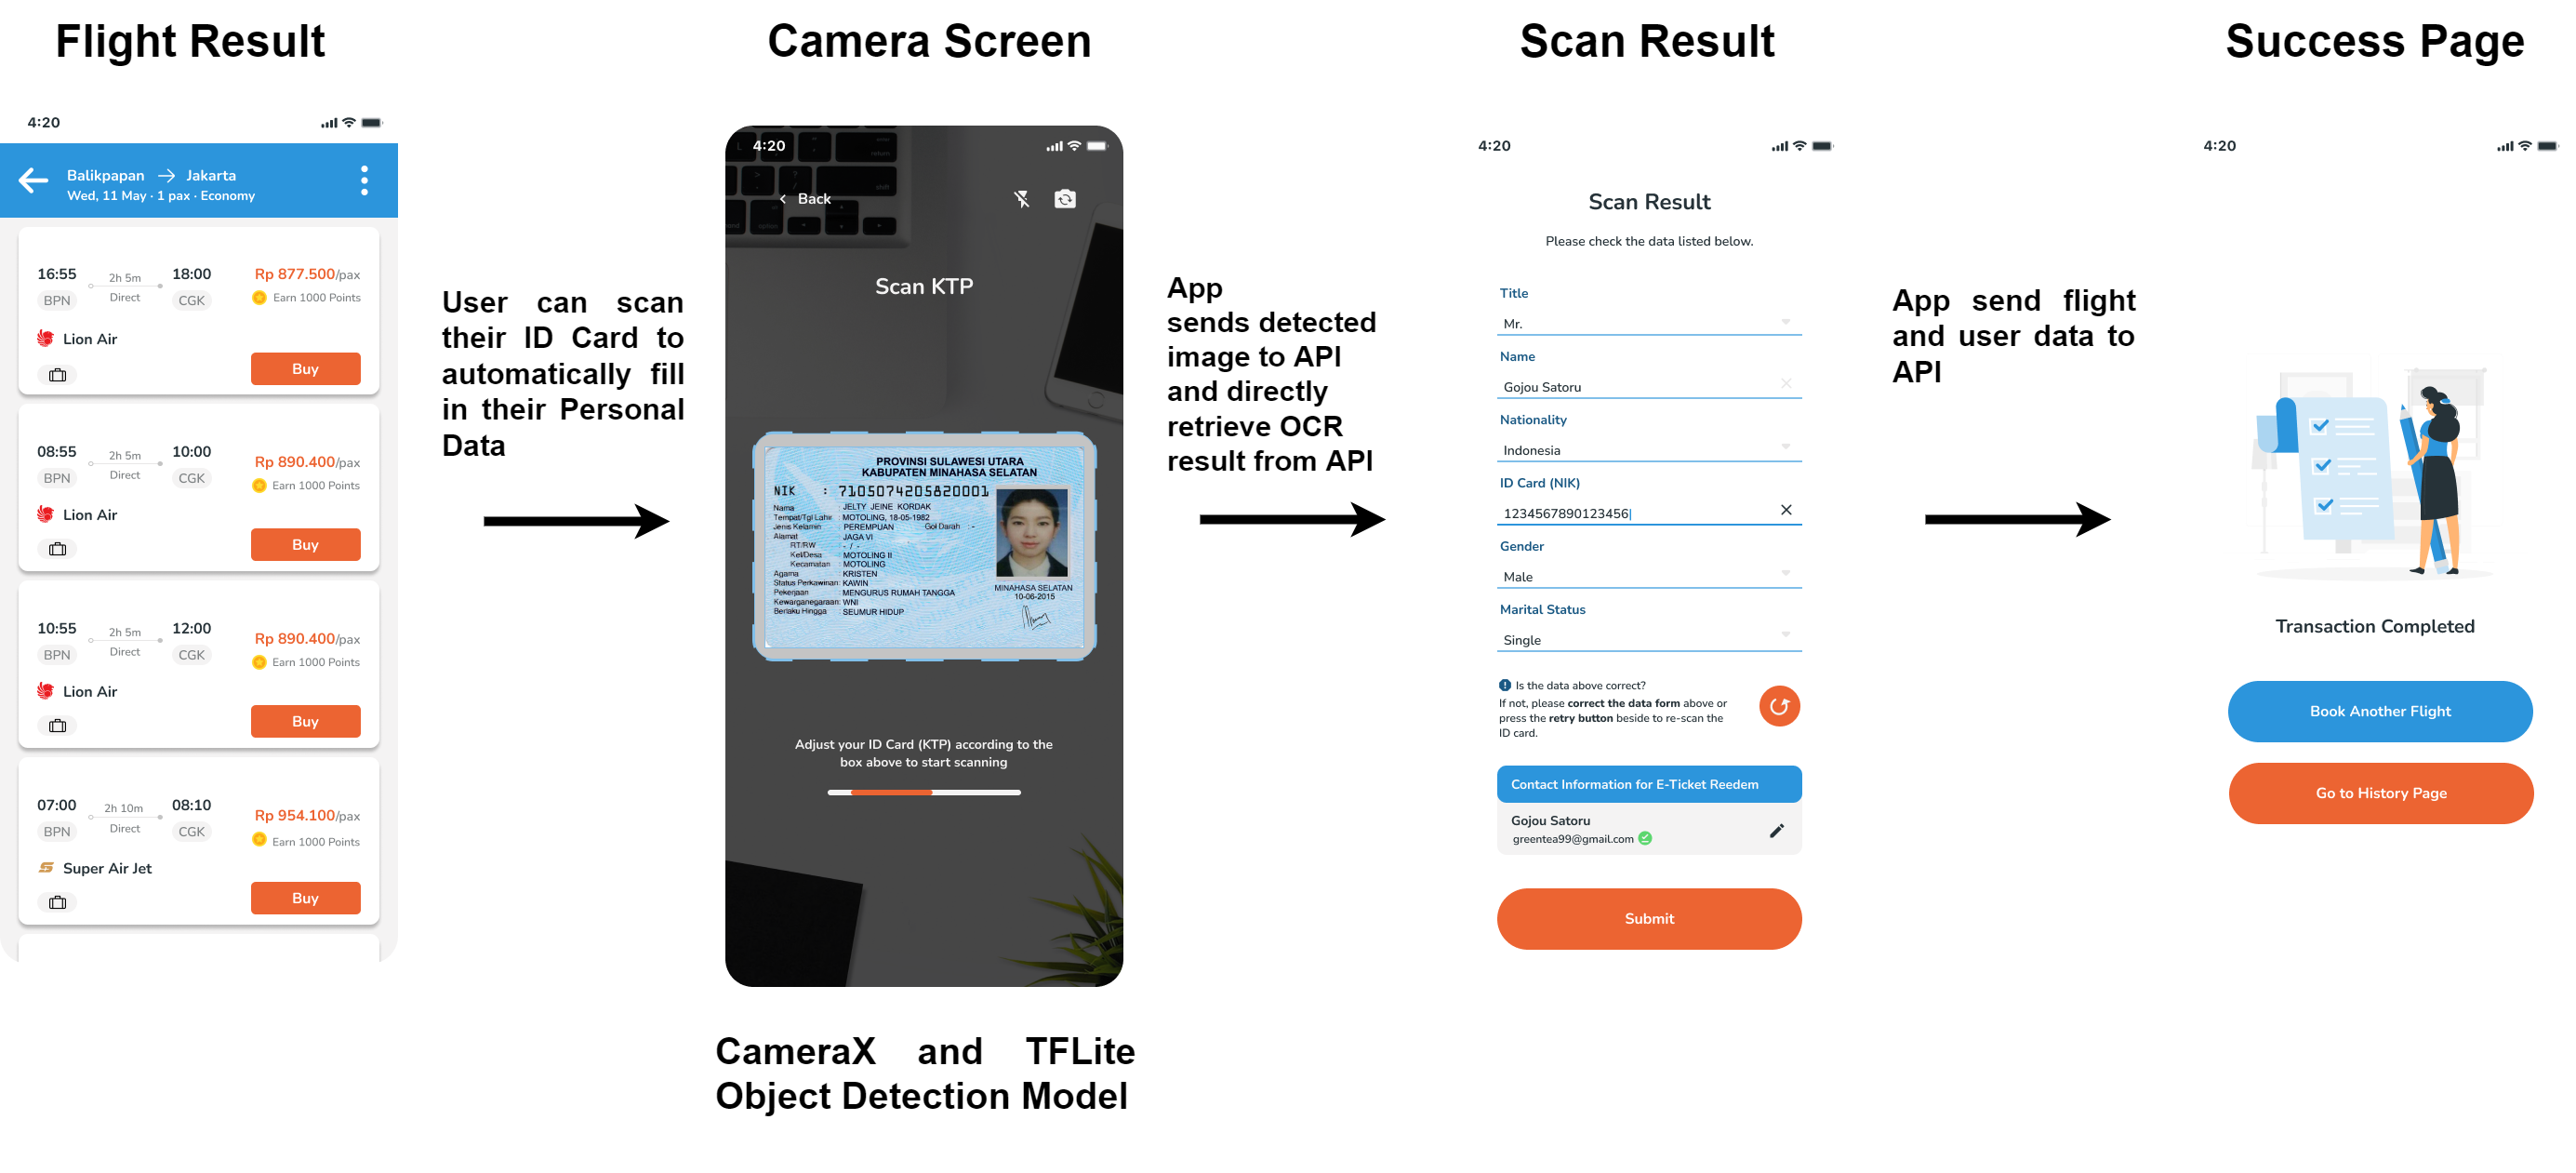 Flight Result
4:20
Balikpapan → Jakarta
Wed, 11 May · 1 pax · Economy
16:55 2h 5m 18:00 Rp 877.500/pax
BPN Direct CGK Earn 1000 Points
Lion Air
Buy
08:55 2h 5m 10:00 Rp 890.400/pax
BPN Direct CGK Earn 1000 Points
Lion Air
Buy
10:55 2h 5m 12:00 Rp 890.400/pax
BPN Direct CGK Earn 1000 Points
Lion Air
Buy
07:00 2h 10m 08:10 Rp 954.100/pax
BPN Direct CGK Earn 1000 Points
Super Air Jet
Buy
User can scan
their ID Card to
automatically fill
in their Personal
Data
Camera Screen
4:20
Back
Scan KTP
PROVINSI SULAWESI UTARA
KABUPATEN MINAHASA SELATAN
NIK : 7105074205820001
Nama : JELTY JEINE KORDAK
Tempat/Tgl Lahir : MOTOLING, 18-05-1982
Jenis Kelamin : PEREMPUAN Gol Darah : -
Alamat : JAGA VI
RT/RW : - / -
Kel/Desa : MOTOLING II
Kecamatan : MOTOLING
Agama : KRISTEN
Status Perkawinan : KAWIN
Pekerjaan : MENGURUS RUMAH TANGGA
Kewarganegaraan : WNI
Berlaku Hingga : SEUMUR HIDUP
MINAHASA SELATAN
10-06-2015
Adjust your ID Card (KTP) according to the
box above to start scanning
CameraX and TFLite
Object Detection Model
App
sends detected
image to API
and directly
retrieve OCR
result from API
Scan Result
4:20
Scan Result
Please check the data listed below.
Title
Mr.
Name
Gojou Satoru
Nationality
Indonesia
ID Card (NIK)
1234567890123456
Gender
Male
Marital Status
Single
Is the data above correct?
If not, please correct the data form above or
press the retry button beside to re-scan the
ID card.
Contact Information for E-Ticket Reedem
Gojou Satoru
greentea99@gmail.com
Submit
App send flight
and user data to
API
Success Page
4:20
Transaction Completed
Book Another Flight
Go to History Page